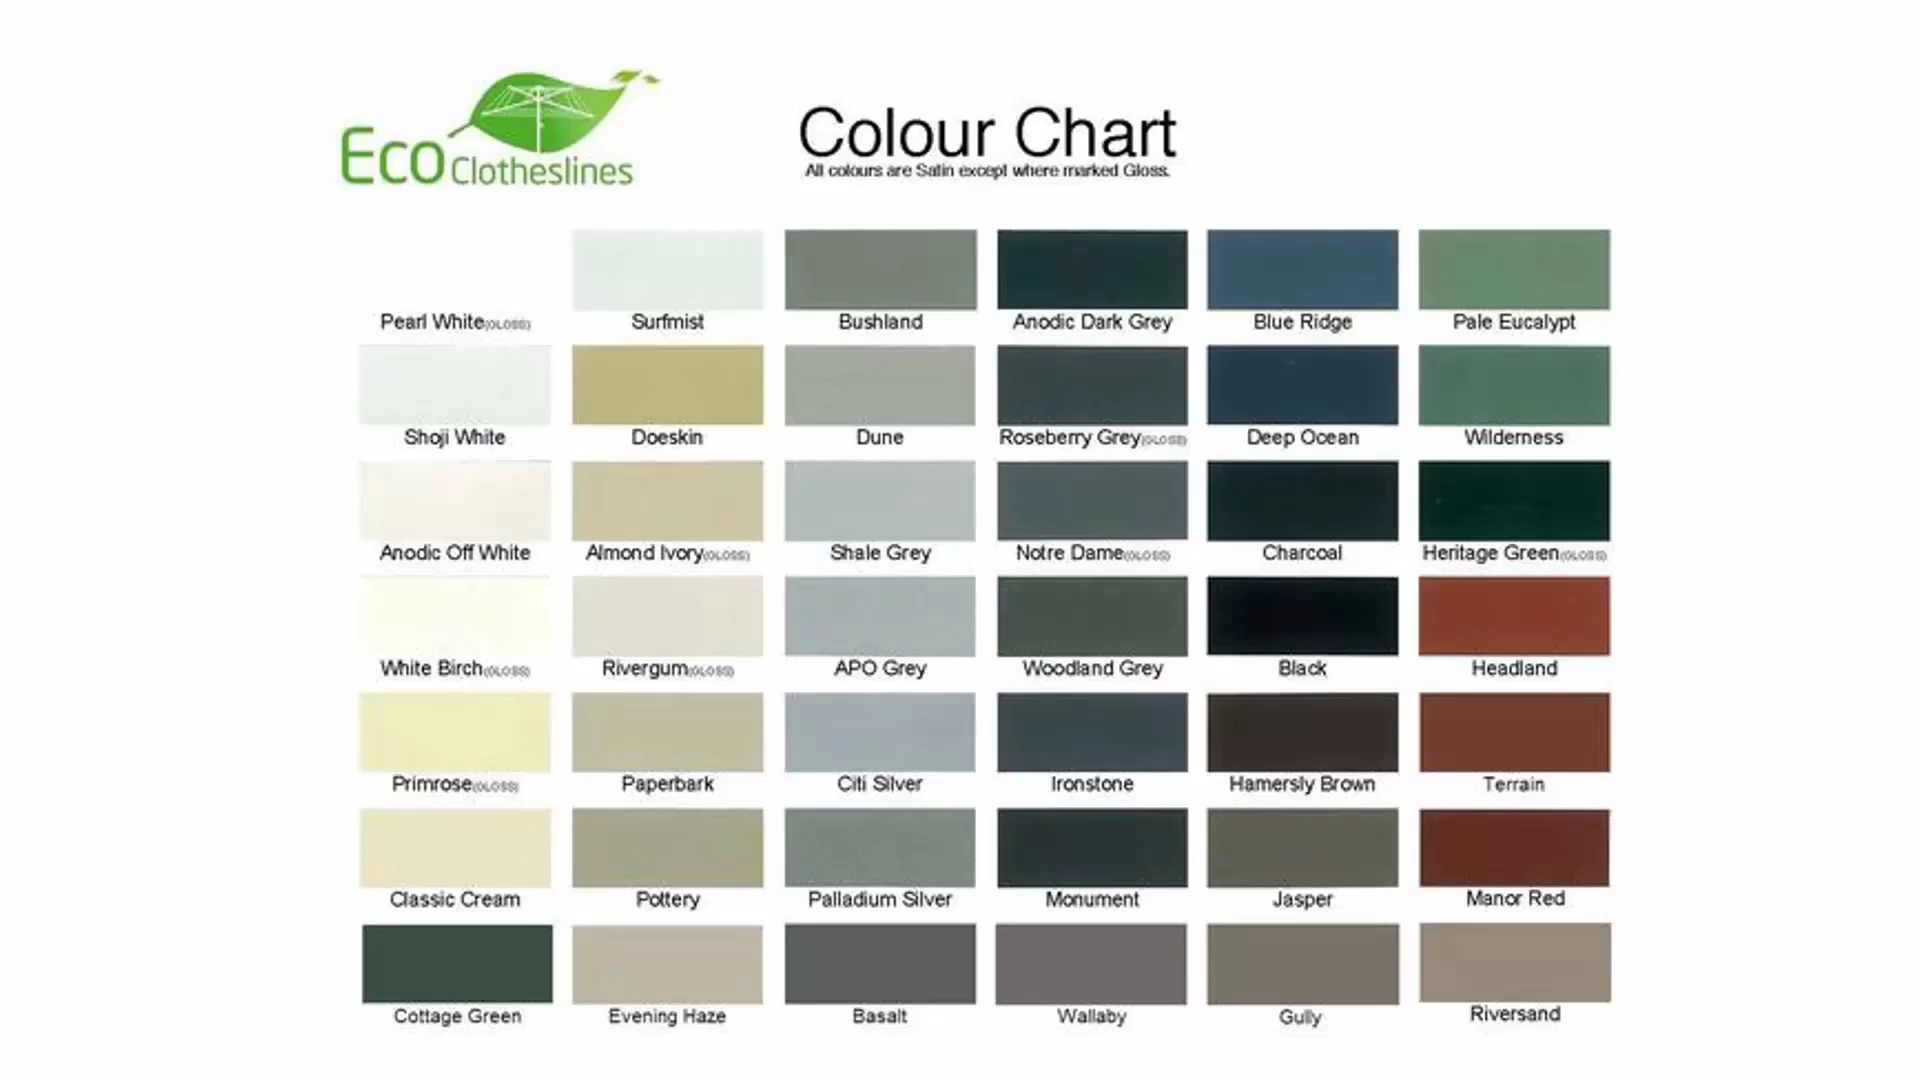 Eco Clotheslines
Colour Chart
All colours are Satin except where marked Gloss.
Pearl White(GLOSS) Surfmist Bushland Anodic Dark Grey Blue Ridge Pale Eucalypt
Shoji White Doeskin Dune Roseberry Grey(GLOSS) Deep Ocean Wilderness
Anodic Off White Almond Ivory(GLOSS) Shale Grey Notre Dame(GLOSS) Charcoal Heritage Green(GLOSS)
White Birch(GLOSS) Rivergum(GLOSS) APO Grey Woodland Grey Black Headland
Primrose(GLOSS) Paperbark Citi Silver Ironstone Hamersly Brown Terrain
Classic Cream Pottery Palladium Silver Monument Jasper Manor Red
Cottage Green Evening Haze Basalt Wallaby Gully Riversand